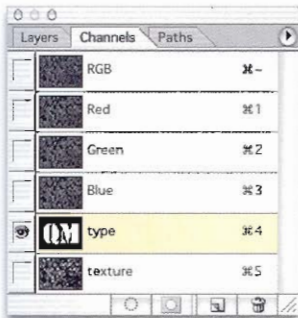 Layers Channels Paths
RGB ⌘~
Red ⌘1
Green ⌘2
Blue ⌘3
QM type ⌘4
texture ⌘5